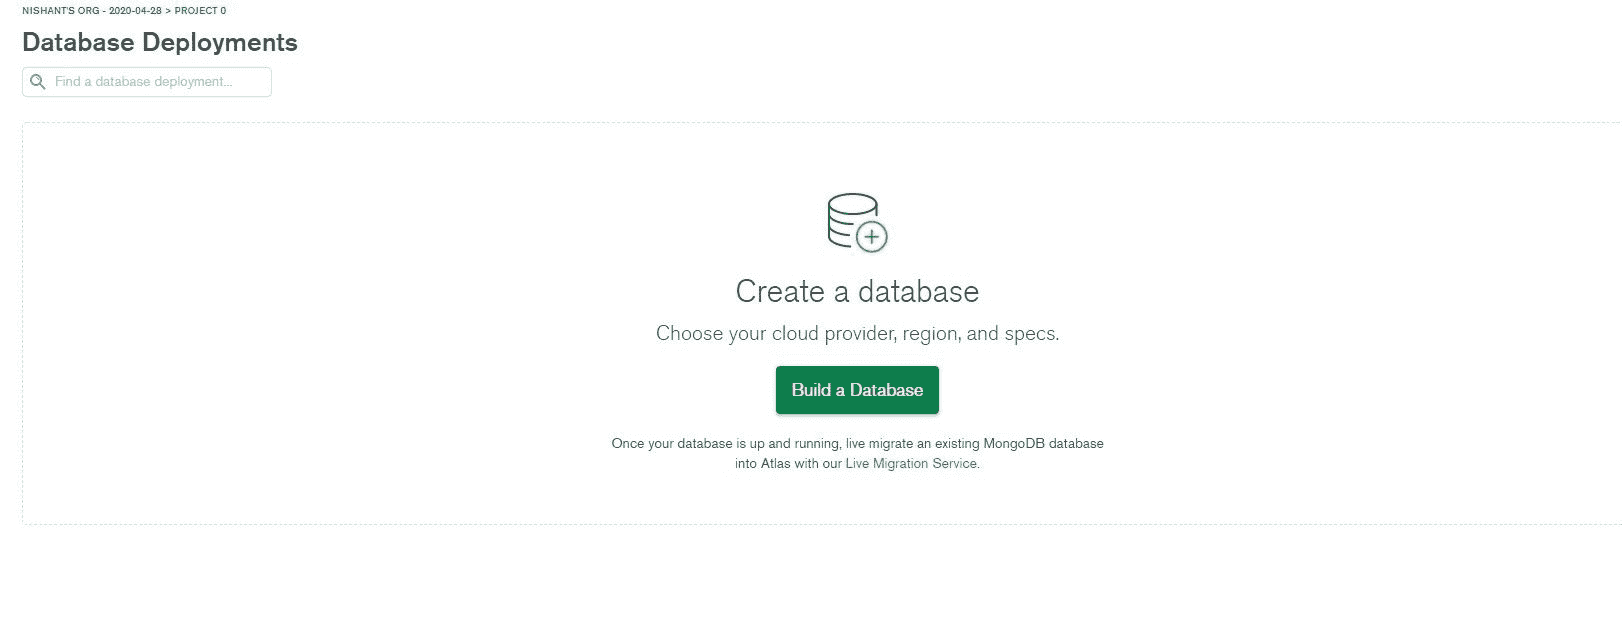 NISHANT'S ORG - 2020-04-28 > PROJECT 0
Database Deployments
Find a database deployment...
Create a database
Choose your cloud provider, region, and specs.
Build a Database
Once your database is up and running, live migrate an existing MongoDB database
into Atlas with our Live Migration Service.